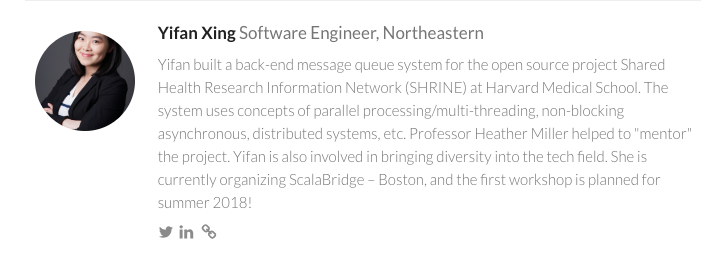 Yifan Xing Software Engineer, Northeastern
Yifan built a back-end message queue system for the open source project Shared
Health Research Information Network (SHRINE) at Harvard Medical School. The
system uses concepts of parallel processing/multi-threading, non-blocking
asynchronous, distributed systems, etc. Professor Heather Miller helped to "mentor"
the project. Yifan is also involved in bringing diversity into the tech field. She is
currently organizing ScalaBridge – Boston, and the first workshop is planned for
summer 2018!